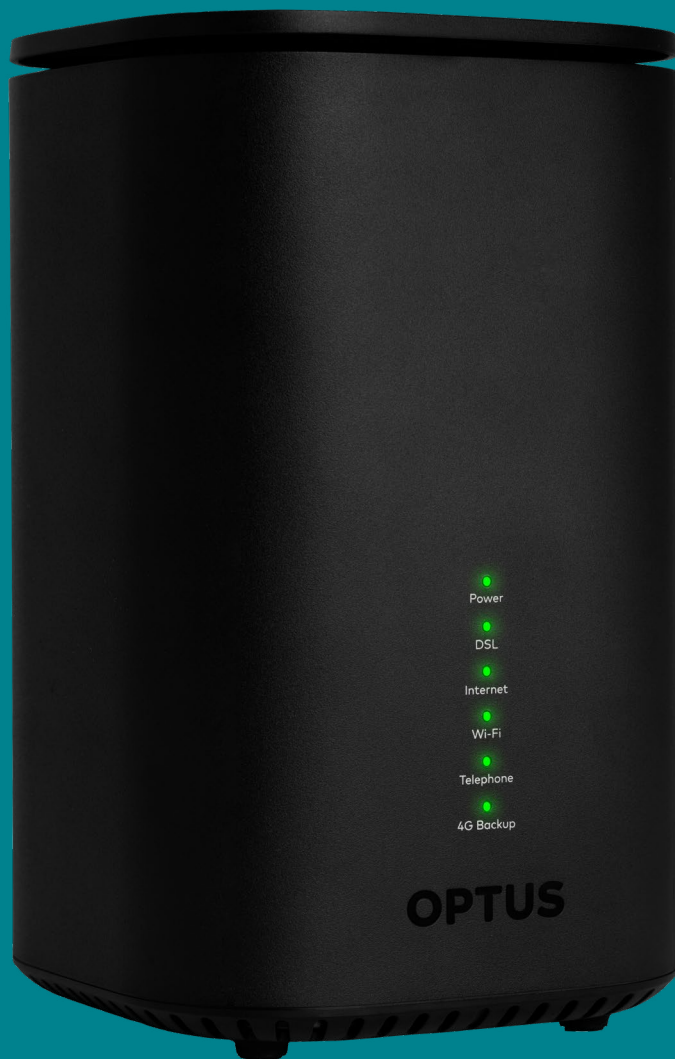 Power
DSL
Internet
Wi-Fi
Telephone
4G Backup
OPTUS